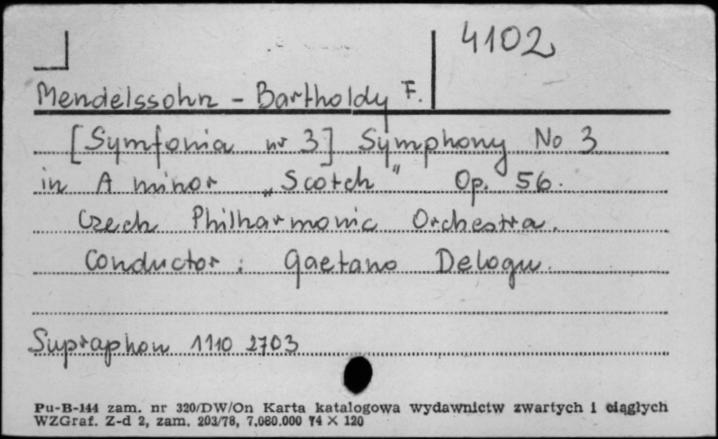 4102
Mendelssohn - Bartholdy F.
[Symfonia nr 3] Symphony No 3
in A minor „Scotch" Op. 56.
Czech Philharmonic Orchestra.
Conductor: Gaetano Delogu.
Supraphon 1110 2703
Pu-B-144 zam. nr 320/DW/On Karta katalogowa wydawnictw zwartych i ciągłych
WZGraf. Z-d 2, zam. 203/78, 7.080.000 74 × 120